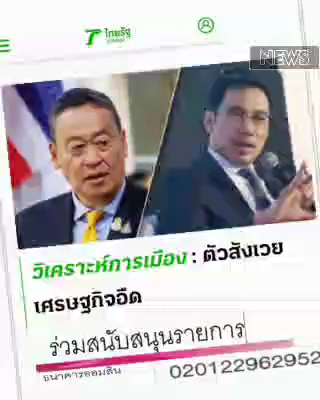 ไทยรัฐ
NEWS
วิเคราะห์การเมือง : ตัวสังเวย
เศรษฐกิจอืด
ร่วมสนับสนุนรายการ
ธนาคารออมสิน
020122962952